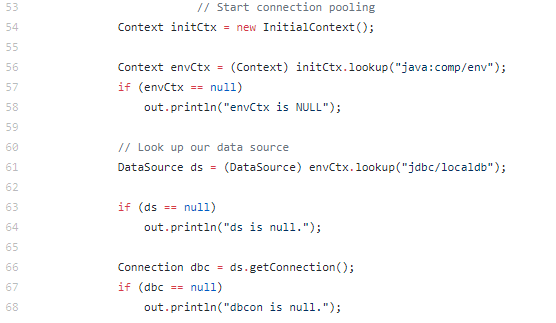 53 // Start connection pooling
54 Context initCtx = new InitialContext();
55
56 Context envCtx = (Context) initCtx.lookup("java:comp/env");
57 if (envCtx == null)
58 out.println("envCtx is NULL");
59
60 // Look up our data source
61 DataSource ds = (DataSource) envCtx.lookup("jdbc/localdb");
62
63 if (ds == null)
64 out.println("ds is null.");
65
66 Connection dbc = ds.getConnection();
67 if (dbc == null)
68 out.println("dbcon is null.");